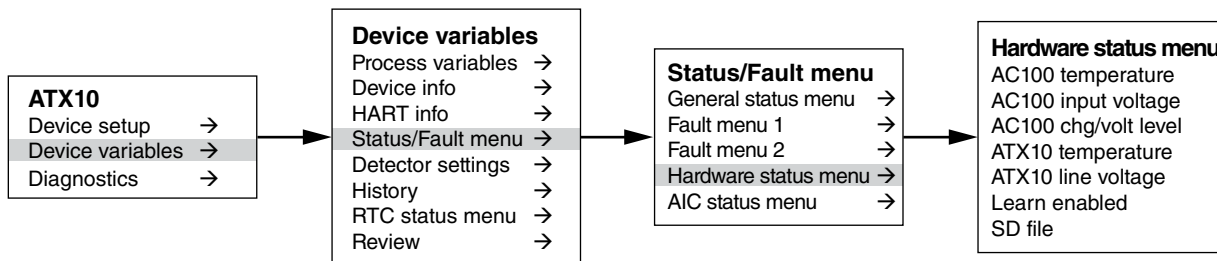 ATX10
Device setup →
Device variables →
Diagnostics →
Device variables
Process variables →
Device info →
HART info →
Status/Fault menu →
Detector settings →
History →
RTC status menu →
Review →
Status/Fault menu
General status menu →
Fault menu 1 →
Fault menu 2 →
Hardware status menu →
AIC status menu →
Hardware status menu
AC100 temperature
AC100 input voltage
AC100 chg/volt level
ATX10 temperature
ATX10 line voltage
Learn enabled
SD file